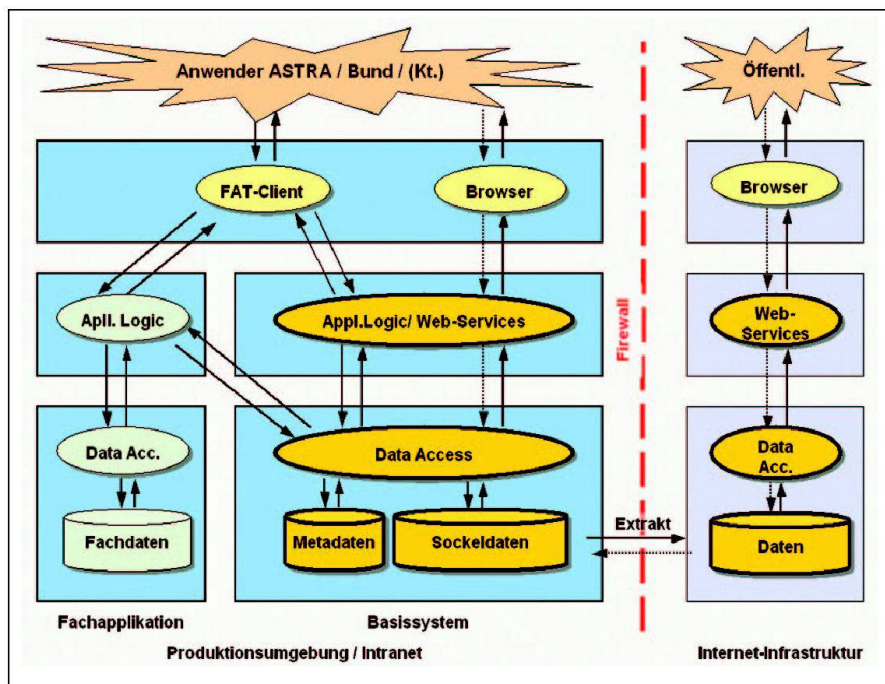 Anwender ASTRA / Bund / (Kt.)
Öffentl.
FAT-Client
Browser
Browser
Apll. Logic
Appl.Logic/ Web-Services
Web-
Services
Firewall
Data Acc.
Data Access
Data
Acc.
Fachdaten
Metadaten
Sockeldaten
Extrakt
Daten
Fachapplikation
Basissystem
Produktionsumgebung / Intranet
Internet-Infrastruktur